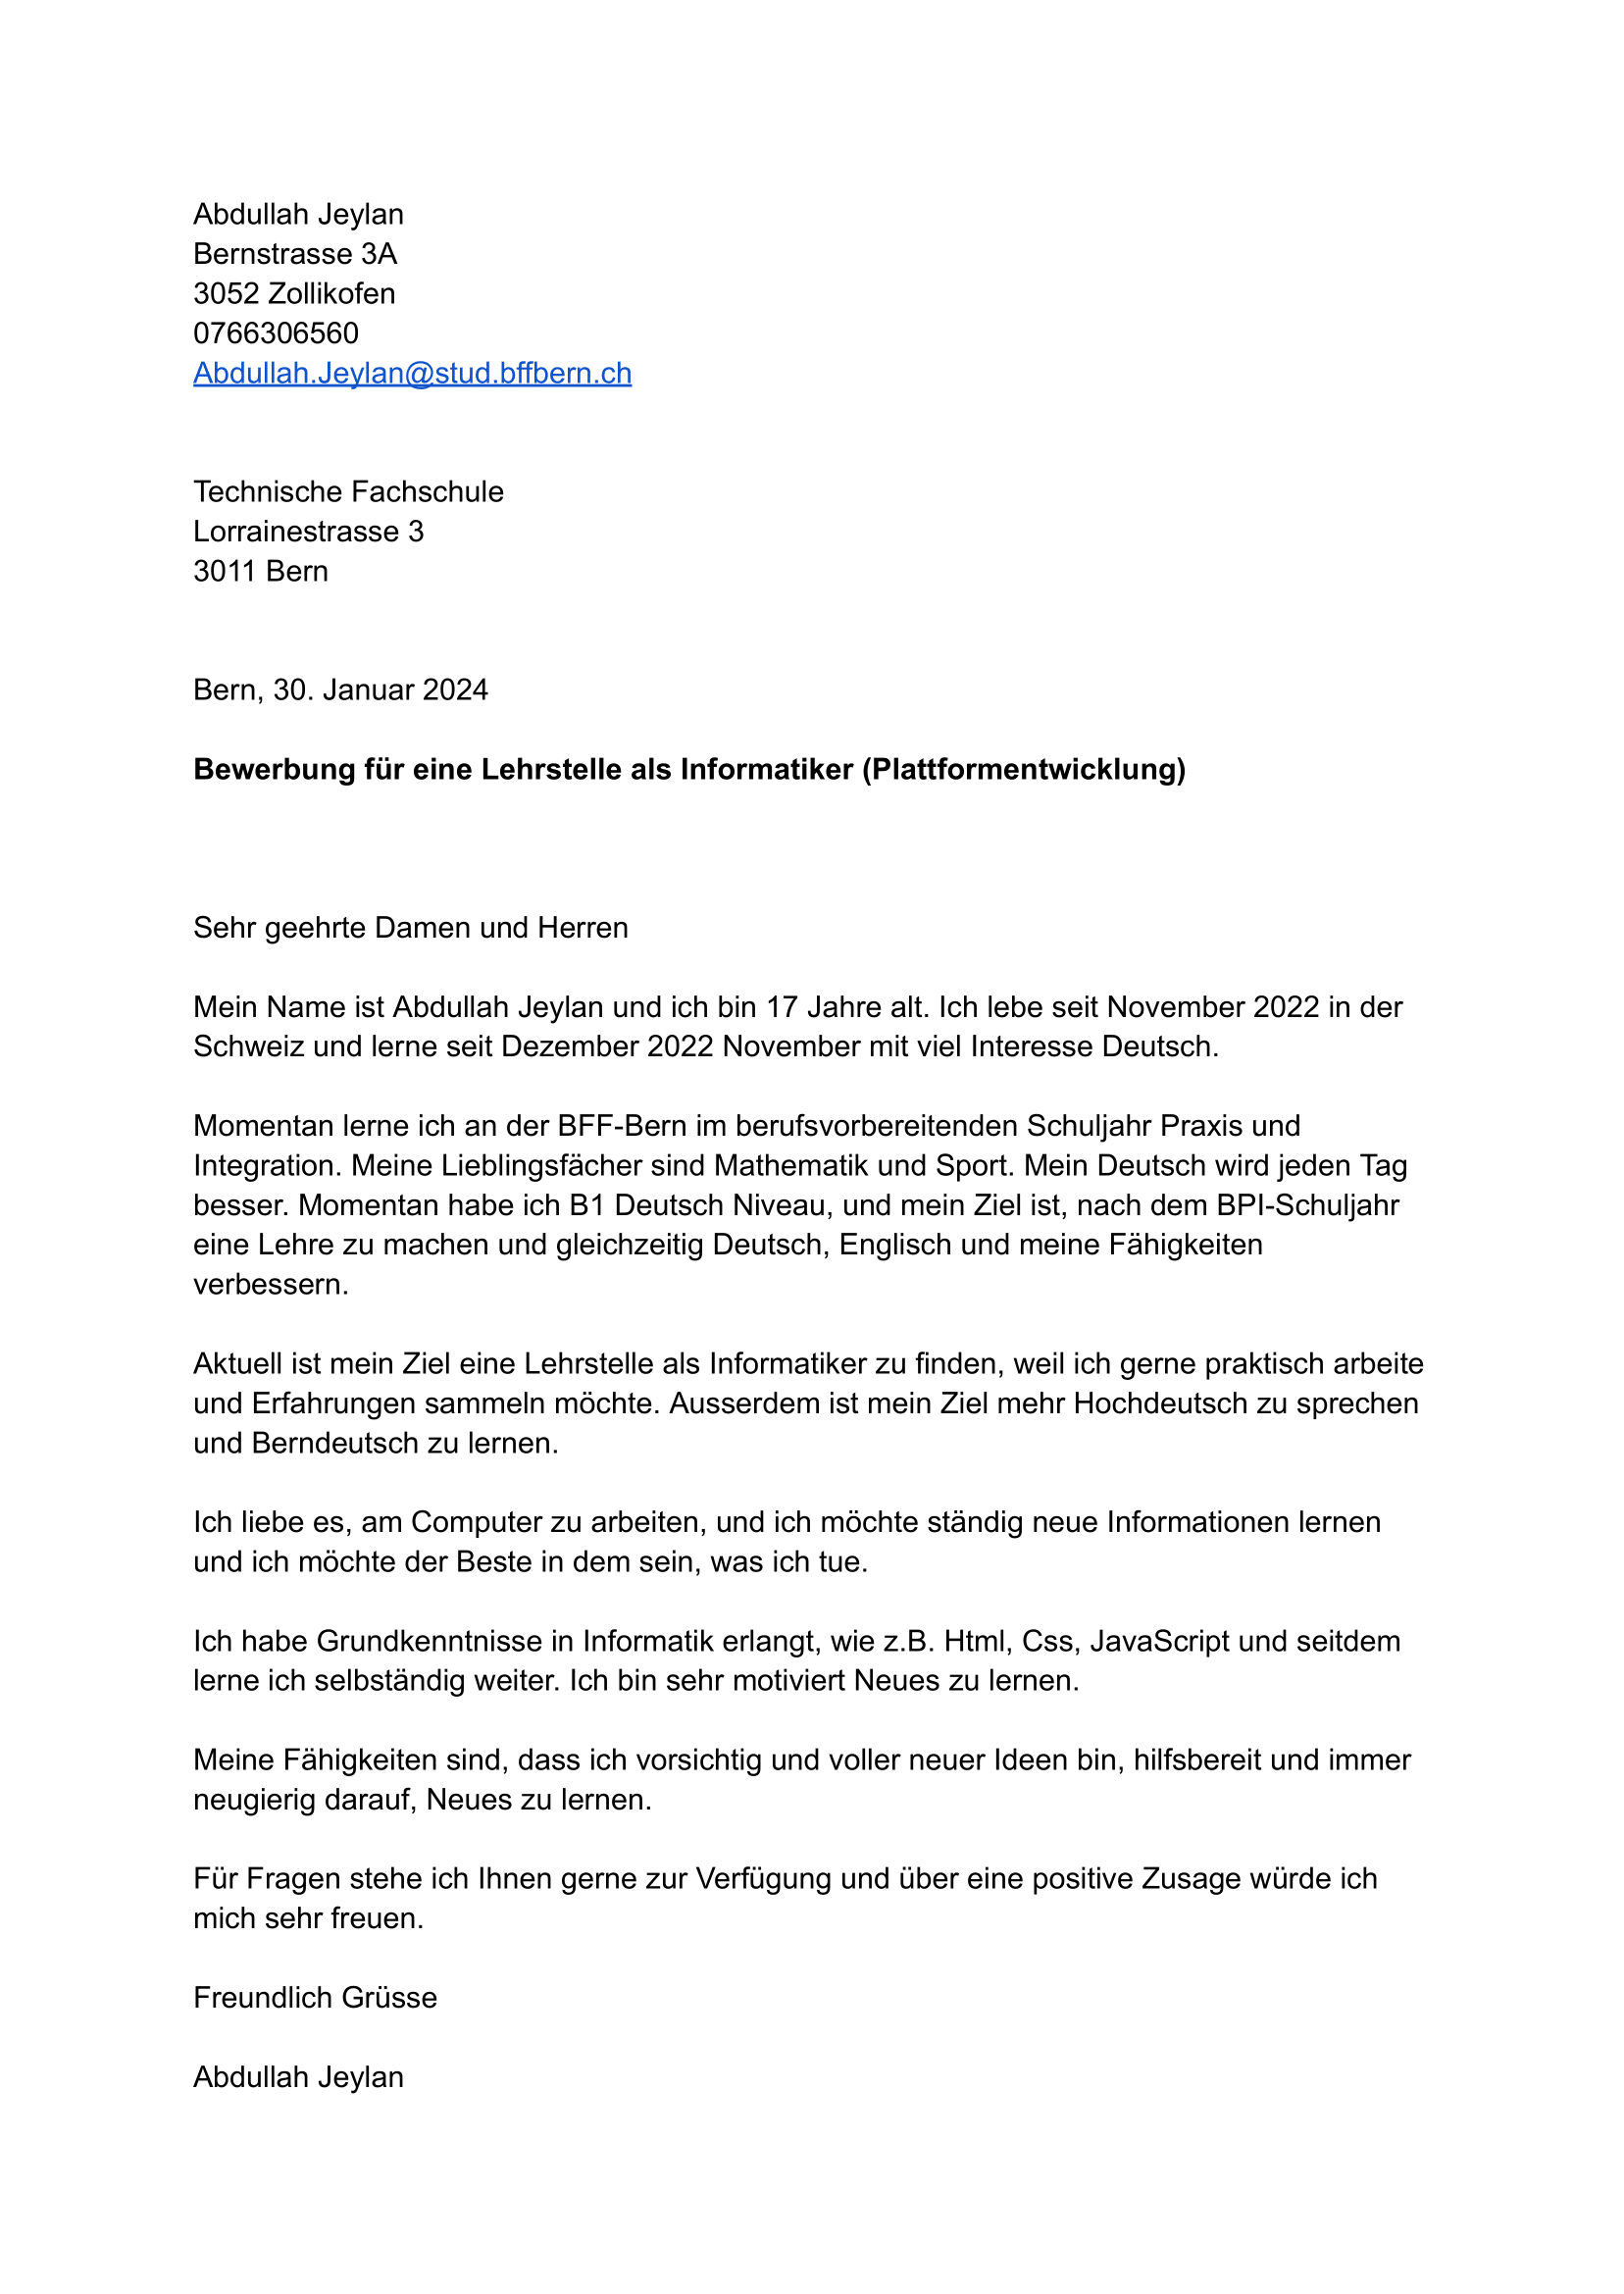 Abdullah Jeylan
Bernstrasse 3A
3052 Zollikofen
0766306560
Abdullah.Jeylan@stud.bffbern.ch
Technische Fachschule
Lorrainestrasse 3
3011 Bern
Bern, 30. Januar 2024
Bewerbung für eine Lehrstelle als Informatiker (Plattformentwicklung)
Sehr geehrte Damen und Herren
Mein Name ist Abdullah Jeylan und ich bin 17 Jahre alt. Ich lebe seit November 2022 in der
Schweiz und lerne seit Dezember 2022 November mit viel Interesse Deutsch.
Momentan lerne ich an der BFF-Bern im berufsvorbereitenden Schuljahr Praxis und
Integration. Meine Lieblingsfächer sind Mathematik und Sport. Mein Deutsch wird jeden Tag
besser. Momentan habe ich B1 Deutsch Niveau, und mein Ziel ist, nach dem BPI-Schuljahr
eine Lehre zu machen und gleichzeitig Deutsch, Englisch und meine Fähigkeiten
verbessern.
Aktuell ist mein Ziel eine Lehrstelle als Informatiker zu finden, weil ich gerne praktisch arbeite
und Erfahrungen sammeln möchte. Ausserdem ist mein Ziel mehr Hochdeutsch zu sprechen
und Berndeutsch zu lernen.
Ich liebe es, am Computer zu arbeiten, und ich möchte ständig neue Informationen lernen
und ich möchte der Beste in dem sein, was ich tue.
Ich habe Grundkenntnisse in Informatik erlangt, wie z.B. Html, Css, JavaScript und seitdem
lerne ich selbständig weiter. Ich bin sehr motiviert Neues zu lernen.
Meine Fähigkeiten sind, dass ich vorsichtig und voller neuer Ideen bin, hilfsbereit und immer
neugierig darauf, Neues zu lernen.
Für Fragen stehe ich Ihnen gerne zur Verfügung und über eine positive Zusage würde ich
mich sehr freuen.
Freundlich Grüsse
Abdullah Jeylan